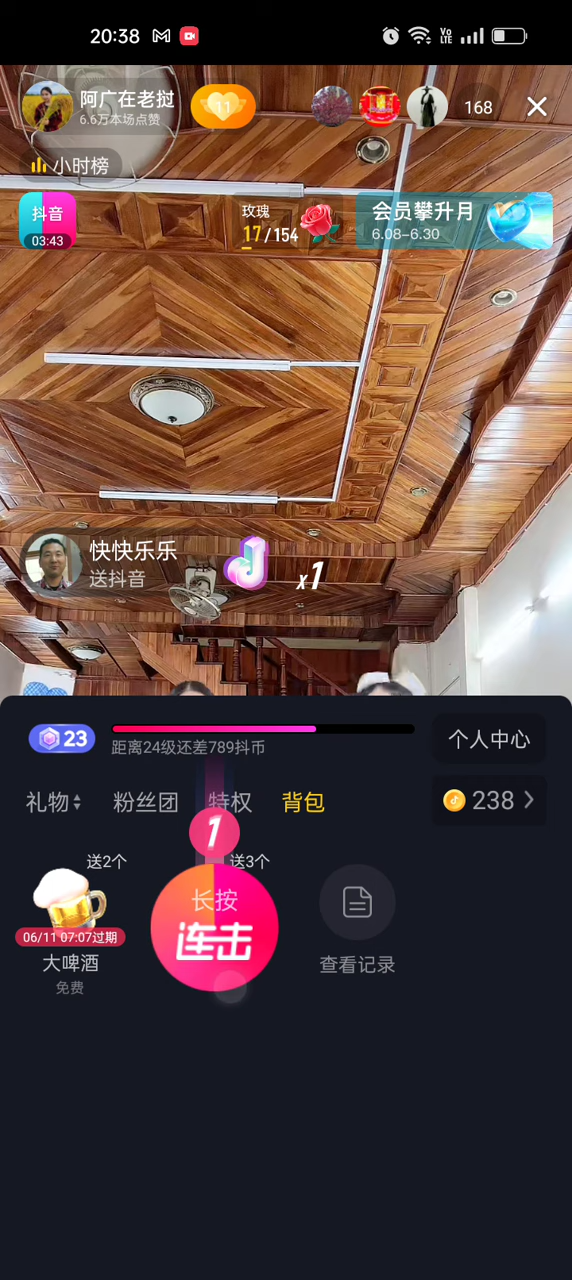 20:38
Vo
LTE
阿广在老挝
6.6万本场点赞
11
168
小时榜
抖音
03:43
玫瑰
17/154
会员攀升月
6.08-6.30
快快乐乐
送抖音
x1
23
距离24级还差789抖币
个人中心
礼物
粉丝团
特权
背包
238
1
送2个
送3个
06/11 07:07过期
长按
连击
大啤酒
免费
查看记录